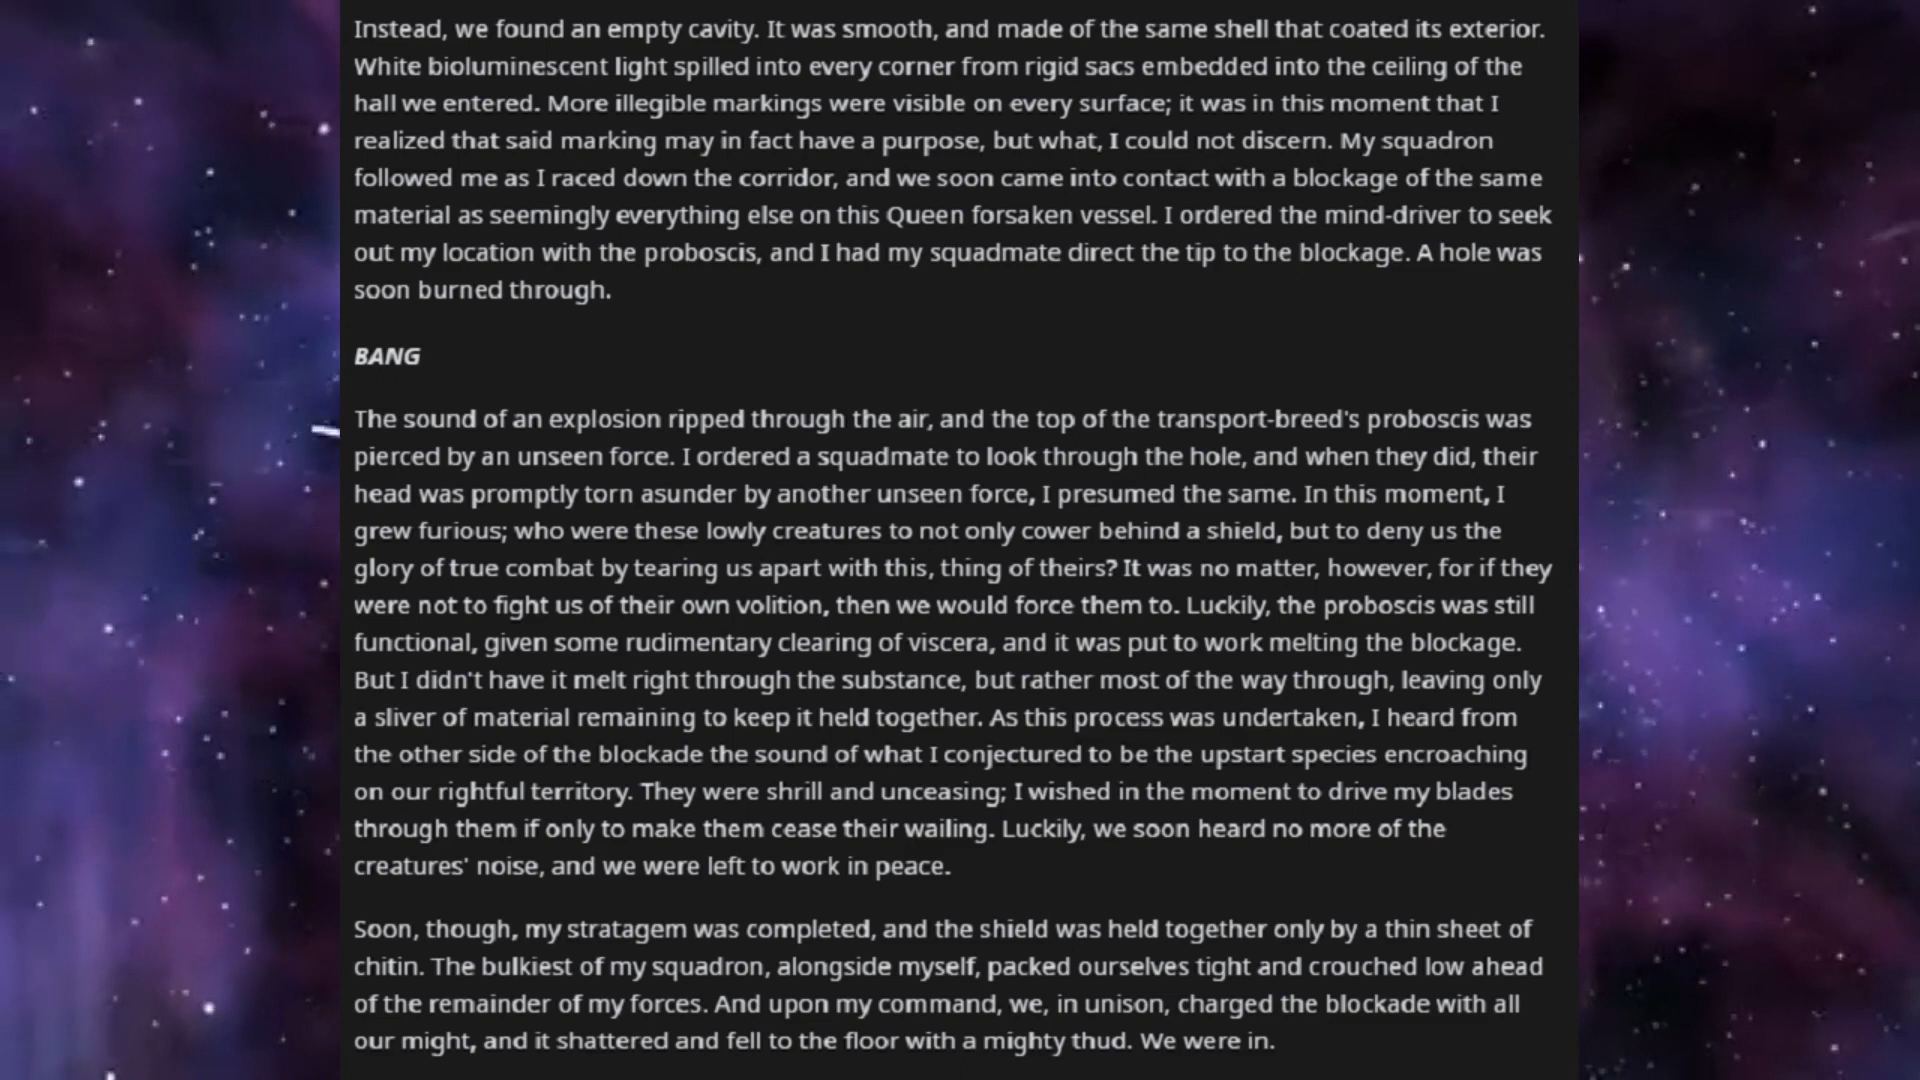 Instead, we found an empty cavity. It was smooth, and made of the same shell that coated its exterior.
White bioluminescent light spilled into every corner from rigid sacs embedded into the ceiling of the
hall we entered. More illegible markings were visible on every surface; it was in this moment that I
realized that said marking may in fact have a purpose, but what, I could not discern. My squadron
followed me as I raced down the corridor, and we soon came into contact with a blockage of the same
material as seemingly everything else on this Queen forsaken vessel. I ordered the mind-driver to seek
out my location with the proboscis, and I had my squadmate direct the tip to the blockage. A hole was
soon burned through.
BANG
The sound of an explosion ripped through the air, and the top of the transport-breed's proboscis was
pierced by an unseen force. I ordered a squadmate to look through the hole, and when they did, their
head was promptly torn asunder by another unseen force, I presumed the same. In this moment, I
grew furious; who were these lowly creatures to not only cower behind a shield, but to deny us the
glory of true combat by tearing us apart with this, thing of theirs? It was no matter, however, for if they
were not to fight us of their own volition, then we would force them to. Luckily, the proboscis was still
functional, given some rudimentary clearing of viscera, and it was put to work melting the blockage.
But I didn't have it melt right through the substance, but rather most of the way through, leaving only
a sliver of material remaining to keep it held together. As this process was undertaken, I heard from
the other side of the blockade the sound of what I conjectured to be the upstart species encroaching
on our rightful territory. They were shrill and unceasing; I wished in the moment to drive my blades
through them if only to make them cease their wailing. Luckily, we soon heard no more of the
creatures' noise, and we were left to work in peace.
Soon, though, my stratagem was completed, and the shield was held together only by a thin sheet of
chitin. The bulkiest of my squadron, alongside myself, packed ourselves tight and crouched low ahead
of the remainder of my forces. And upon my command, we, in unison, charged the blockade with all
our might, and it shattered and fell to the floor with a mighty thud. We were in.